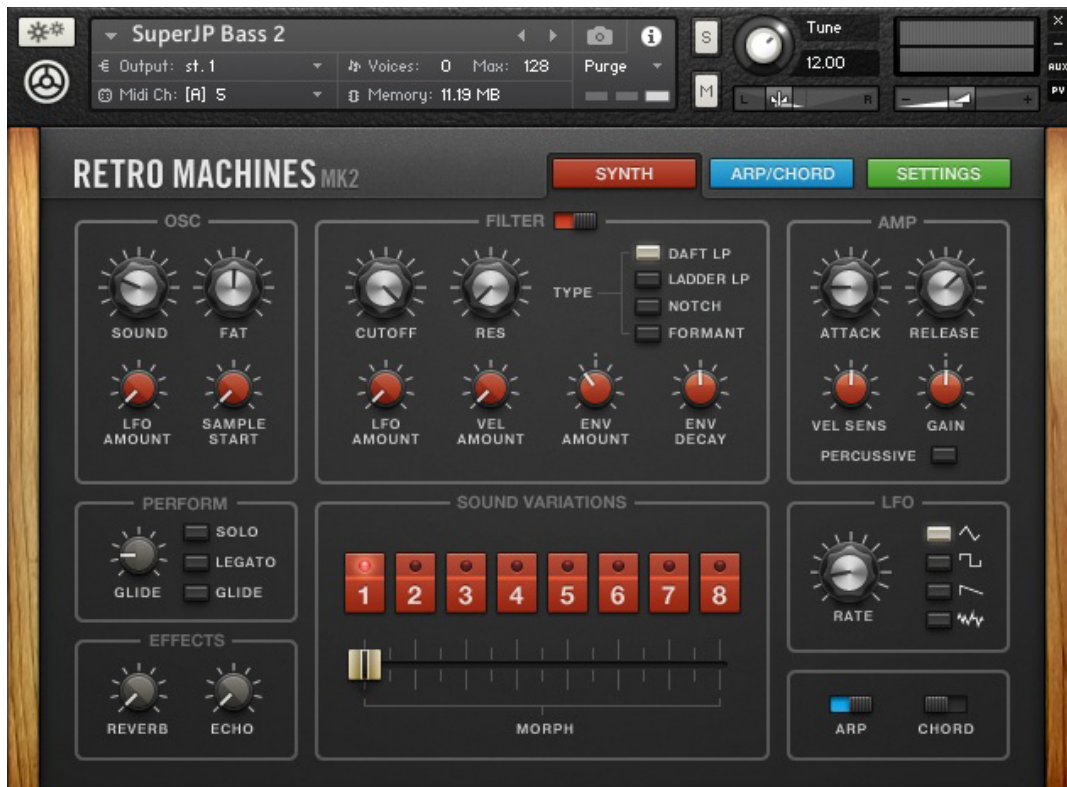 SuperJP Bass 2
Output: st.1
Voices: 0 Max: 128
Purge
Midi Ch: [A] 5
Memory: 11.19 MB
S
M
Tune
12.00
L
R
-
+
×
-
AUX
PV
RETRO MACHINES MK2
SYNTH
ARP/CHORD
SETTINGS
OSC
SOUND
FAT
LFO AMOUNT
SAMPLE START
FILTER
CUTOFF
RES
TYPE
DAFT LP
LADDER LP
NOTCH
FORMANT
LFO AMOUNT
VEL AMOUNT
ENV AMOUNT
ENV DECAY
AMP
ATTACK
RELEASE
VEL SENS
GAIN
PERCUSSIVE
PERFORM
GLIDE
SOLO
LEGATO
GLIDE
EFFECTS
REVERB
ECHO
SOUND VARIATIONS
1 2 3 4 5 6 7 8
MORPH
LFO
RATE
ARP
CHORD